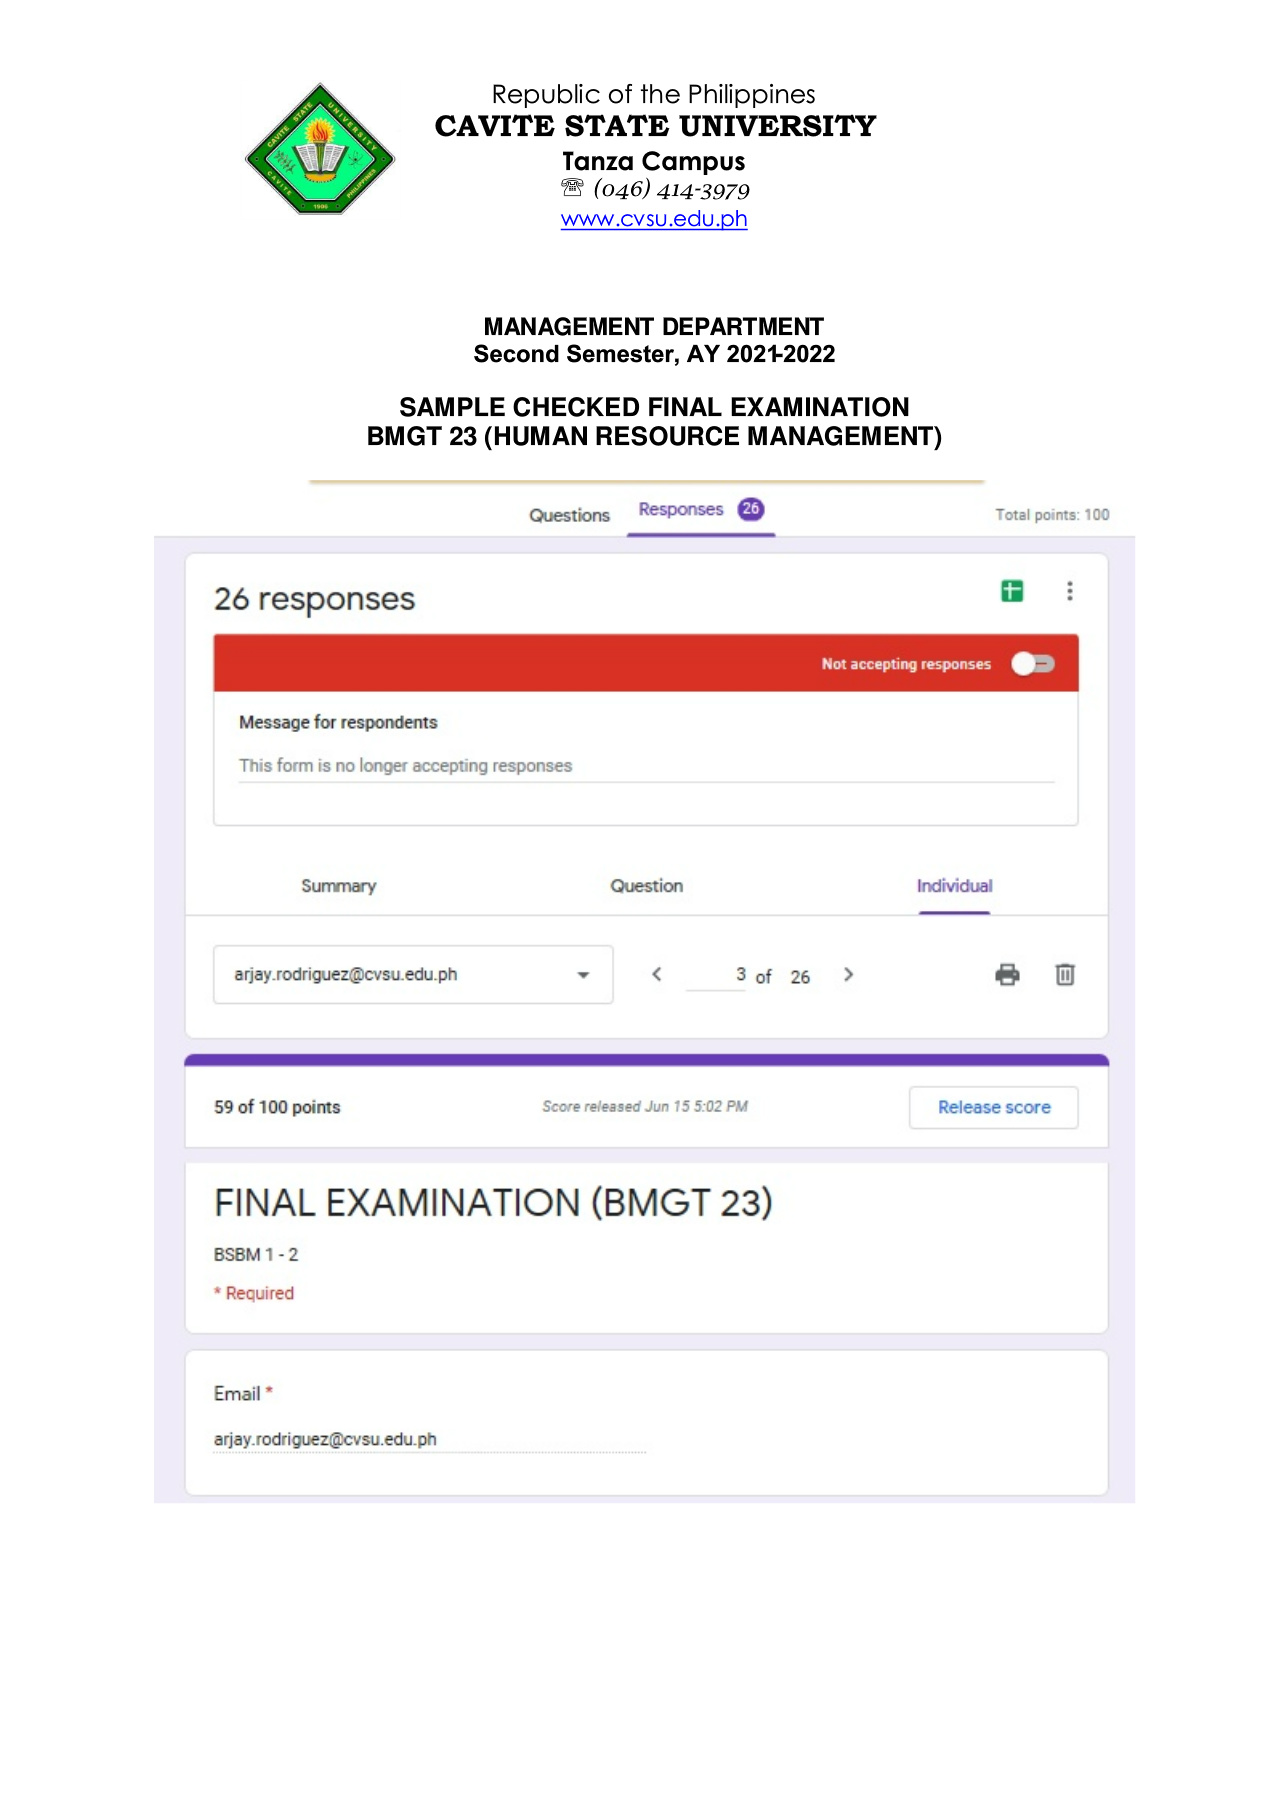 CAVITE STATE UNIVERSITY
CAVITE PHILIPPINES
1906
Republic of the Philippines
CAVITE STATE UNIVERSITY
Tanza Campus
☏ (046) 414-3979
www.cvsu.edu.ph
MANAGEMENT DEPARTMENT
Second Semester, AY 2021-2022
SAMPLE CHECKED FINAL EXAMINATION
BMGT 23 (HUMAN RESOURCE MANAGEMENT)
Questions Responses 26 Total points: 100
26 responses
Not accepting responses
Message for respondents
This form is no longer accepting responses
Summary Question Individual
arjay.rodriguez@cvsu.edu.ph 3 of 26
59 of 100 points Score released Jun 15 5:02 PM Release score
FINAL EXAMINATION (BMGT 23)
BSBM 1 - 2
* Required
Email *
arjay.rodriguez@cvsu.edu.ph